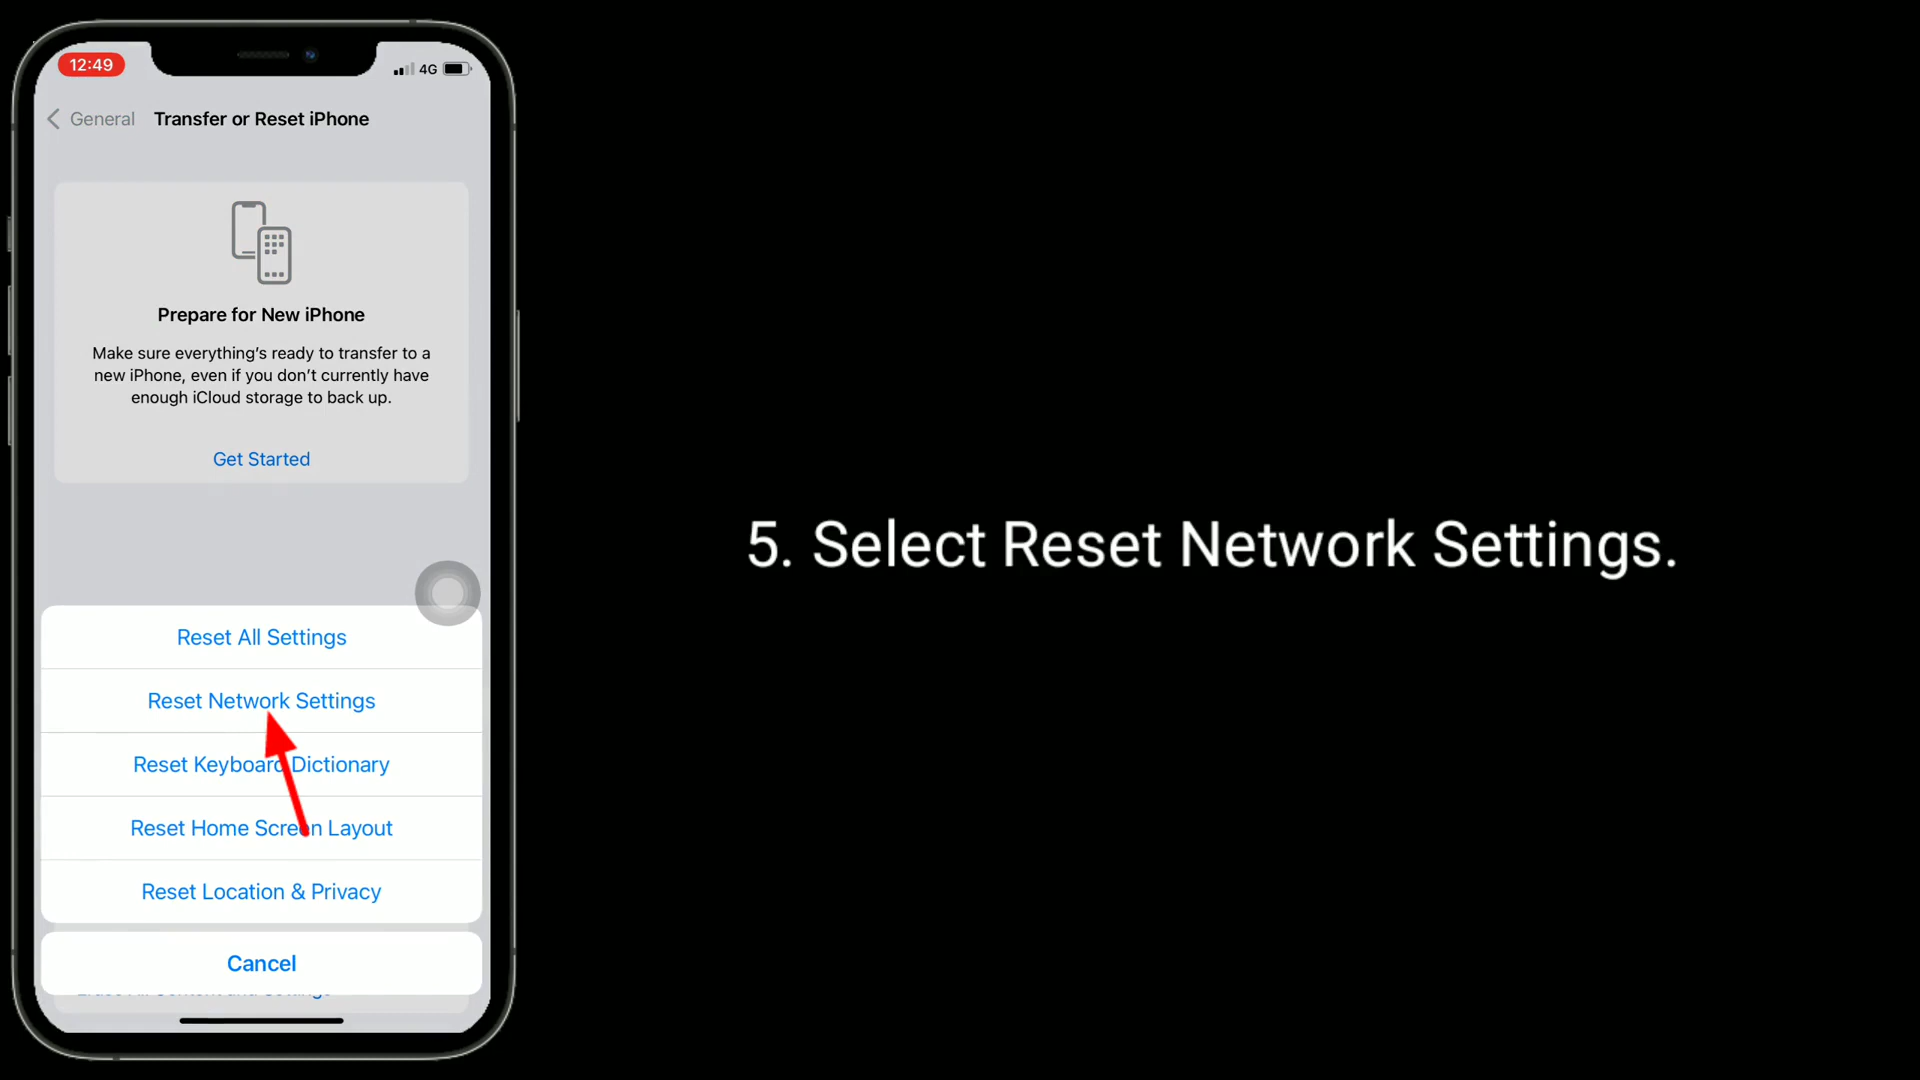 12:49
4G
General
Transfer or Reset iPhone
Prepare for New iPhone
Make sure everything's ready to transfer to a
new iPhone, even if you don't currently have
enough iCloud storage to back up.
Get Started
5. Select Reset Network Settings.
Reset All Settings
Reset Network Settings
Reset Keyboard Dictionary
Reset Home Screen Layout
Reset Location & Privacy
Cancel